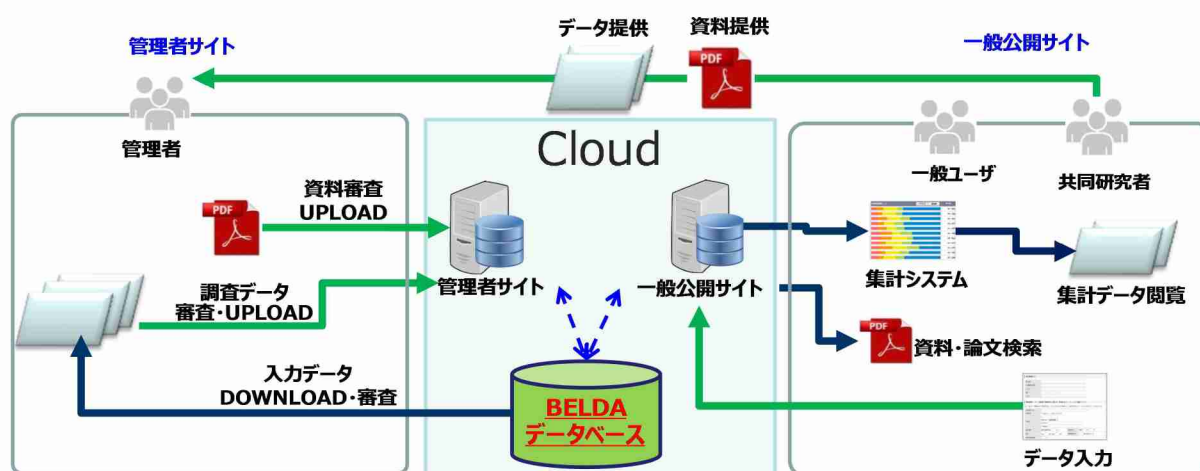 管理者サイト
データ提供
資料提供
一般公開サイト
PDF
管理者
一般ユーザ
共同研究者
Cloud
資料審査
UPLOAD
PDF
管理者サイト
一般公開サイト
集計システム
集計データ閲覧
調査データ
審査・UPLOAD
PDF
資料・論文検索
入力データ
DOWNLOAD・審査
BELDA
データベース
データ入力